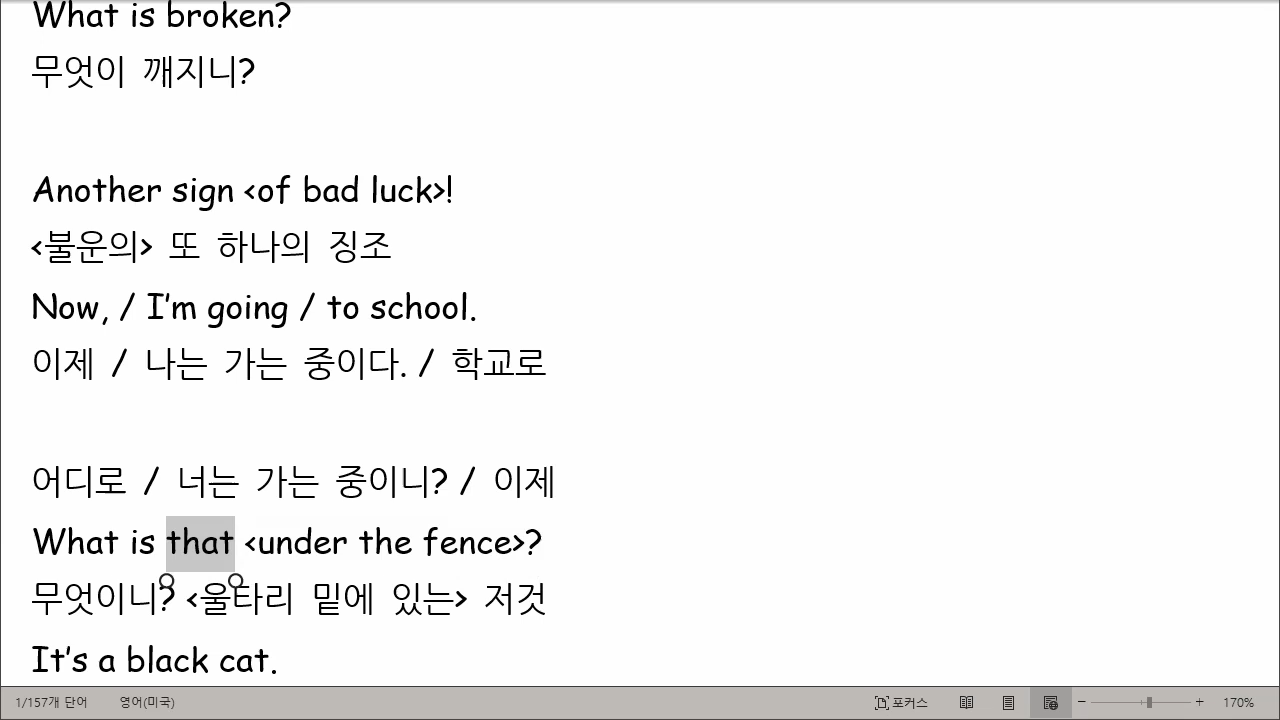 What is broken?
무엇이 깨지니?
Another sign <of bad luck>!
<불운의> 또 하나의 징조
Now, / I'm going / to school.
이제 / 나는 가는 중이다. / 학교로
어디로 / 너는 가는 중이니? / 이제
What is that <under the fence>?
무엇이니? <울타리 밑에 있는> 저것
It's a black cat.
1/157개 단어 영어(미국) 포커스 170%